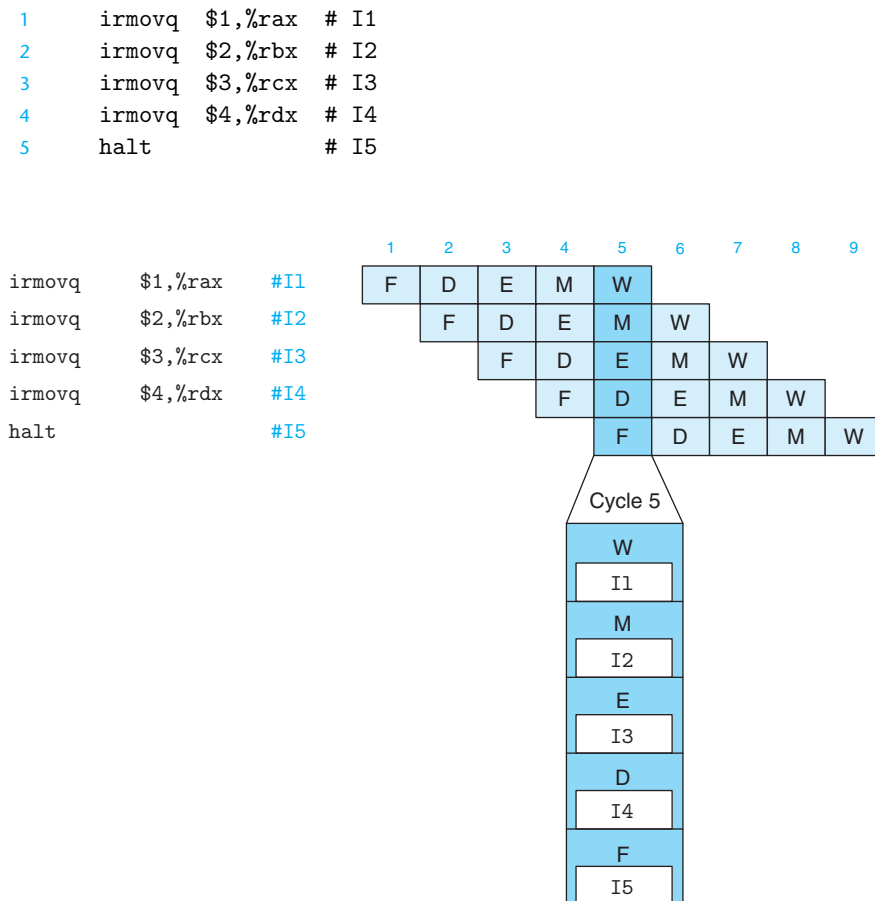 1 irmovq $1,%rax # I1
2 irmovq $2,%rbx # I2
3 irmovq $3,%rcx # I3
4 irmovq $4,%rdx # I4
5 halt # I5
1 2 3 4 5 6 7 8 9
irmovq $1,%rax #Il F D E M W
irmovq $2,%rbx #I2 F D E M W
irmovq $3,%rcx #I3 F D E M W
irmovq $4,%rdx #I4 F D E M W
halt #I5 F D E M W
Cycle 5
W
Il
M
I2
E
I3
D
I4
F
I5